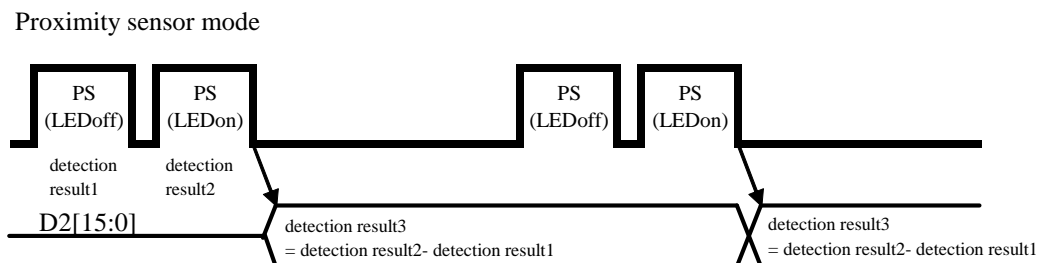 Proximity sensor mode
PS
(LEDoff)
PS
(LEDon)
PS
(LEDoff)
PS
(LEDon)
detection
result1
detection
result2
D2[15:0]
detection result3
= detection result2- detection result1
detection result3
= detection result2- detection result1